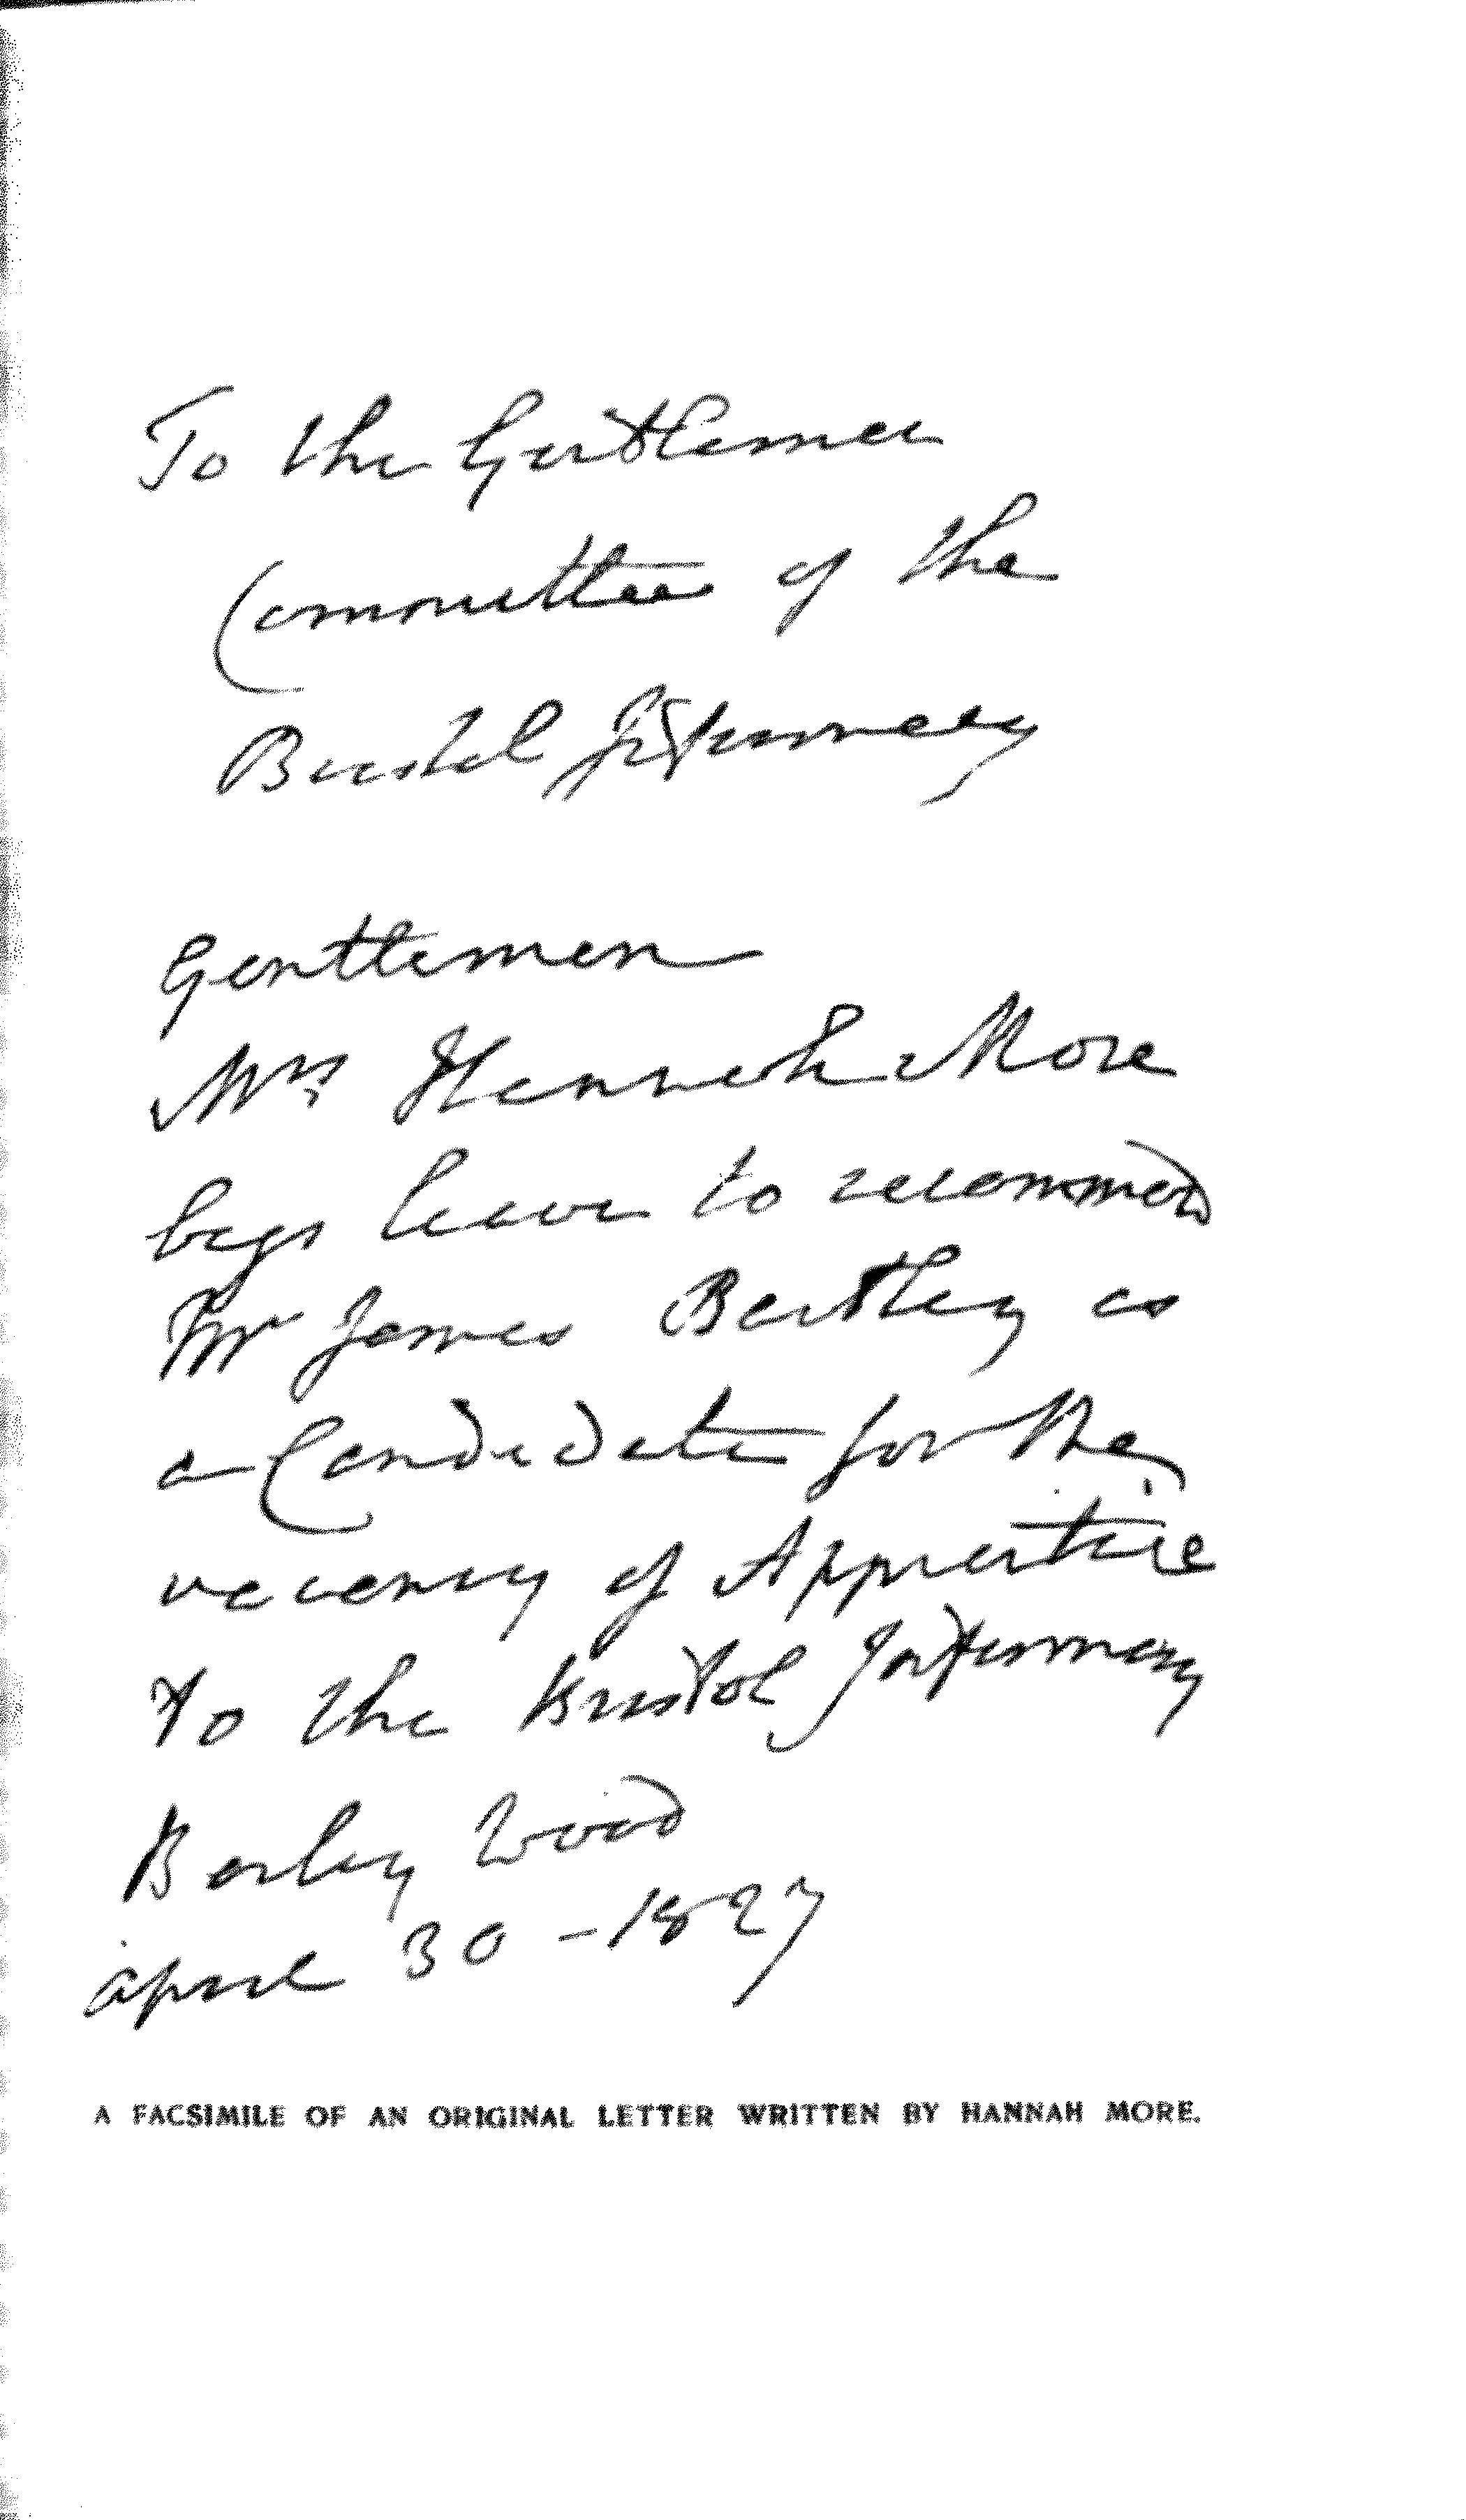 To the Gentlemen
Committee of the
Bristol Infirmary
Gentlemen
Mrs Hannah More
begs leave to recommend
Mr James Bartley as
a Candidate for the
vacancy of Apprentice
to the Bristol Infirmary
Barley Wood
april 30 - 1827
A FACSIMILE OF AN ORIGINAL LETTER WRITTEN BY HANNAH MORE.